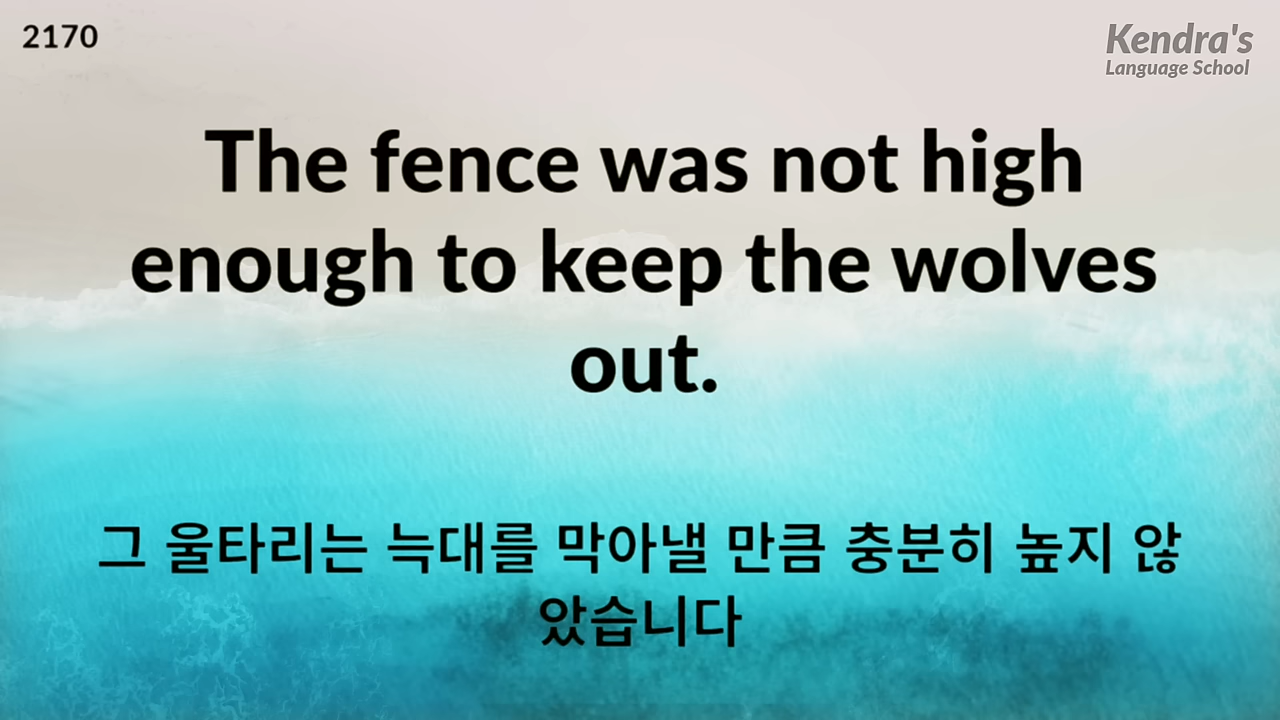 2170
Kendra's
Language School
The fence was not high
enough to keep the wolves
out.
그 울타리는 늑대를 막아낼 만큼 충분히 높지 않
았습니다